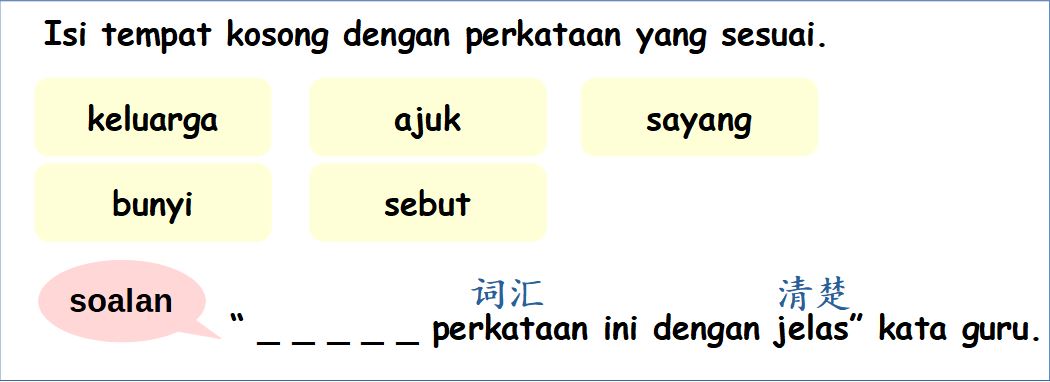 Isi tempat kosong dengan perkataan yang sesuai.
keluarga ajuk sayang
bunyi sebut
soalan
词汇 清楚
“ _ _ _ _ _ perkataan ini dengan jelas” kata guru.